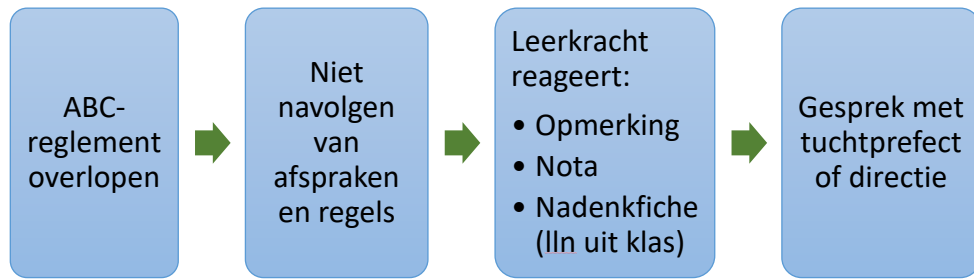 ABC-
reglement
overlopen
Niet
navolgen
van
afspraken
en regels
Leerkracht
reageert:
• Opmerking
• Nota
• Nadenkfiche
(lln uit klas)
Gesprek met
tuchtprefect
of directie